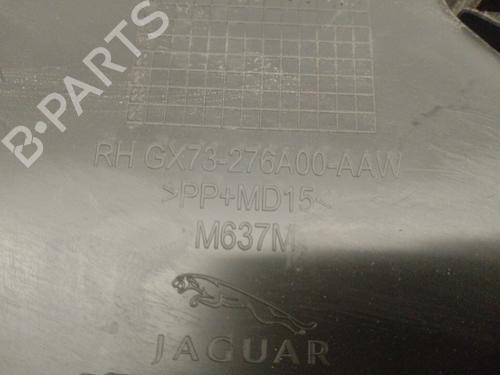 RH GX73-276A00-AAW
>PP+MD15<
M637M
JAGUAR
B-PARTS